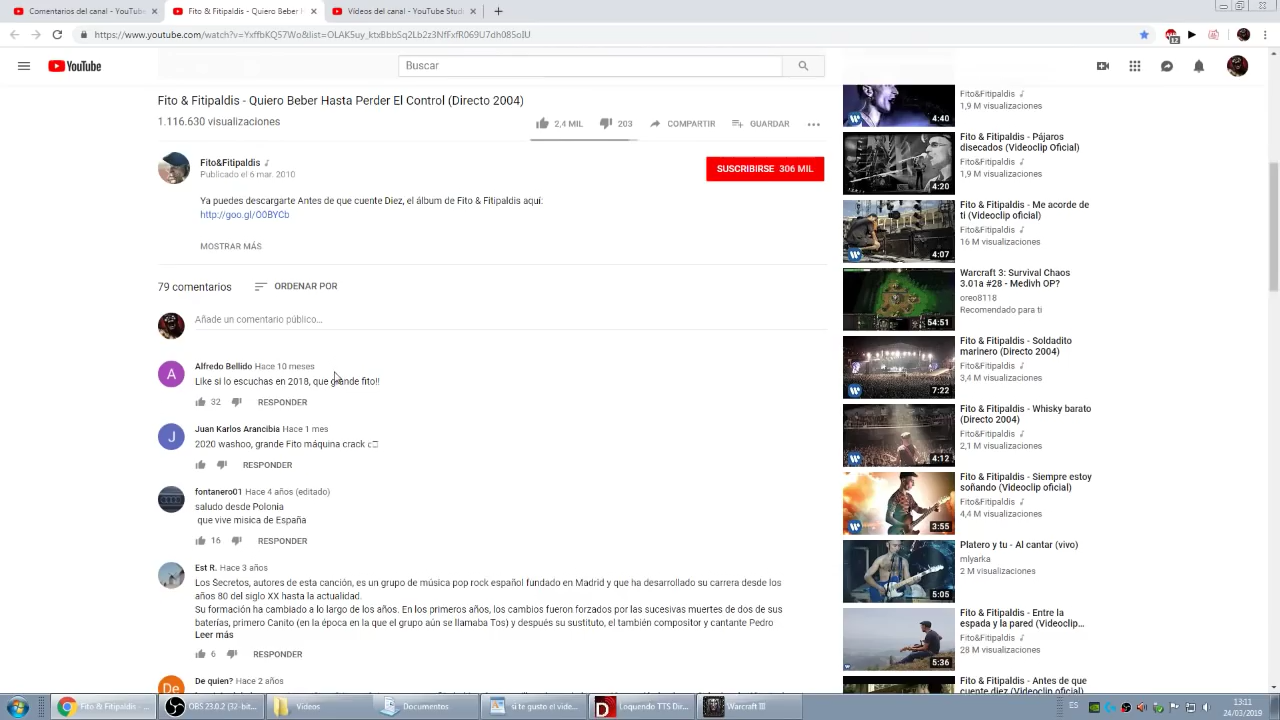 Comentarios del vídeo - YouTub
Fito & Fitipaldis - Quiero Beber H
Vídeos del canal - YouTube
https://www.youtube.com/watch?v=
12
YouTube
Buscar
Fito & Fitipaldis - Quiero Beber Hasta Perder El Control (Directo 2004)
1.116.630 visualizaciones
2,4 MIL
203
COMPARTIR
GUARDAR
Fito&Fitipaldis
Publicado el 6 mar. 2010
SUSCRIBIRSE 306 MIL
Ya puedes descargarte Antes de que cuente Diez, el álbum de Fito & Fitipaldis aquí:
http://goo.gl/O0BYCb
MOSTRAR MÁS
79 comentarios
ORDENAR POR
Añade un comentario público...
A
Alfredo Bellido Hace 10 meses
Like si lo escuchas en 2018, que grande fito!!
32
RESPONDER
J
Juan Carlos Arancibia Hace 1 mes
2020 washoo, grande Fito máquina crack
RESPONDER
fontanero01 Hace 4 años (editado)
saludo desde Polonia
que vive misica de España
18
RESPONDER
Est R. Hace 3 años
Los Secretos, autores de esta canción, es un grupo de música pop rock español fundado en Madrid y que ha desarrollado su carrera desde los
años 80 del siglo XX hasta la actualidad.
Su formación ha cambiado a lo largo de los años. En los primeros años, los cambios fueron forzados por las sucesivas muertes de dos de sus
baterías, primero Canito (en la época en la que el grupo aún se llamaba Tos) y después su sustituto, el también compositor y cantante Pedro
Leer más
6
RESPONDER
De
De quien? Hace 2 años
4:40
Fito&Fitipaldis
1,9 M visualizaciones
4:20
Fito & Fitipaldis - Pájaros
disecados (Videoclip Oficial)
Fito&Fitipaldis
1,9 M visualizaciones
4:07
Fito & Fitipaldis - Me acorde de
ti (Videoclip oficial)
Fito&Fitipaldis
16 M visualizaciones
54:51
Warcraft 3: Survival Chaos
3.01a #28 - Medivh OP?
oreo8118
Recomendado para ti
7:22
Fito & Fitipaldis - Soldadito
marinero (Directo 2004)
Fito&Fitipaldis
3,4 M visualizaciones
4:12
Fito & Fitipaldis - Whisky barato
(Directo 2004)
Fito&Fitipaldis
2,1 M visualizaciones
3:55
Fito & Fitipaldis - Siempre estoy
soñando (Videoclip oficial)
Fito&Fitipaldis
4,4 M visualizaciones
5:05
Platero y tu - Al cantar (vivo)
mlyarka
2 M visualizaciones
5:36
Fito & Fitipaldis - Entre la
espada y la pared (Videoclip...
Fito&Fitipaldis
28 M visualizaciones
Fito & Fitipaldis - Antes de que
cuente diez (Videoclip oficial)
Fito & Fitipaldis - ...
OBS 23.0.2 (32-bit...
Vídeos
Documentos
si te gusto el vide...
Loquendo TTS Dir...
Warcraft III
ES
13:11
24/03/2019